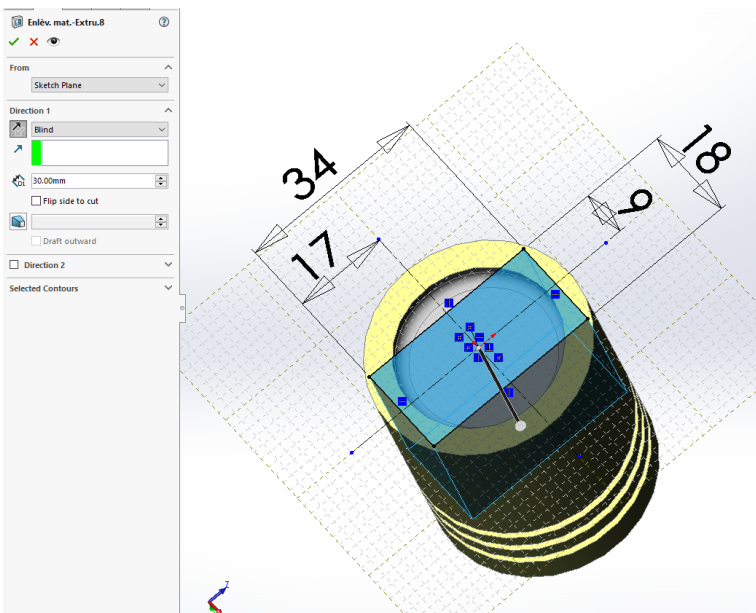 Enlèv. mat.-Extru.8
From
Sketch Plane
Direction 1
Blind
D1
30.00mm
Flip side to cut
Draft outward
Direction 2
Selected Contours
34
17
18
9
Z